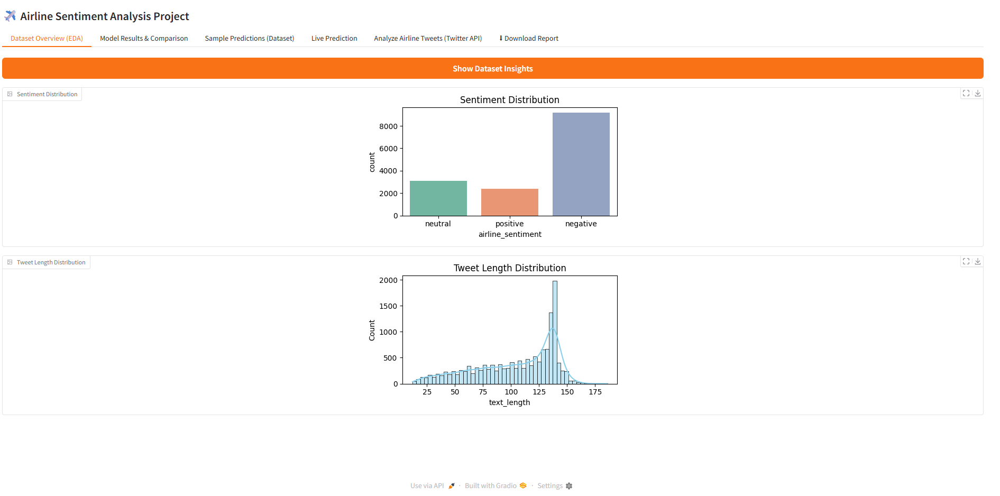 Airline Sentiment Analysis Project
Dataset Overview (EDA) Model Results & Comparison Sample Predictions (Dataset) Live Prediction Analyze Airline Tweets (Twitter API) ⬇ Download Report
Show Dataset Insights
Sentiment Distribution
Sentiment Distribution
8000
6000
4000
2000
0
count
neutral positive negative
airline_sentiment
Tweet Length Distribution
Tweet Length Distribution
2000
1500
1000
500
0
Count
25 50 75 100 125 150 175
text_length
Use via API · Built with Gradio · Settings